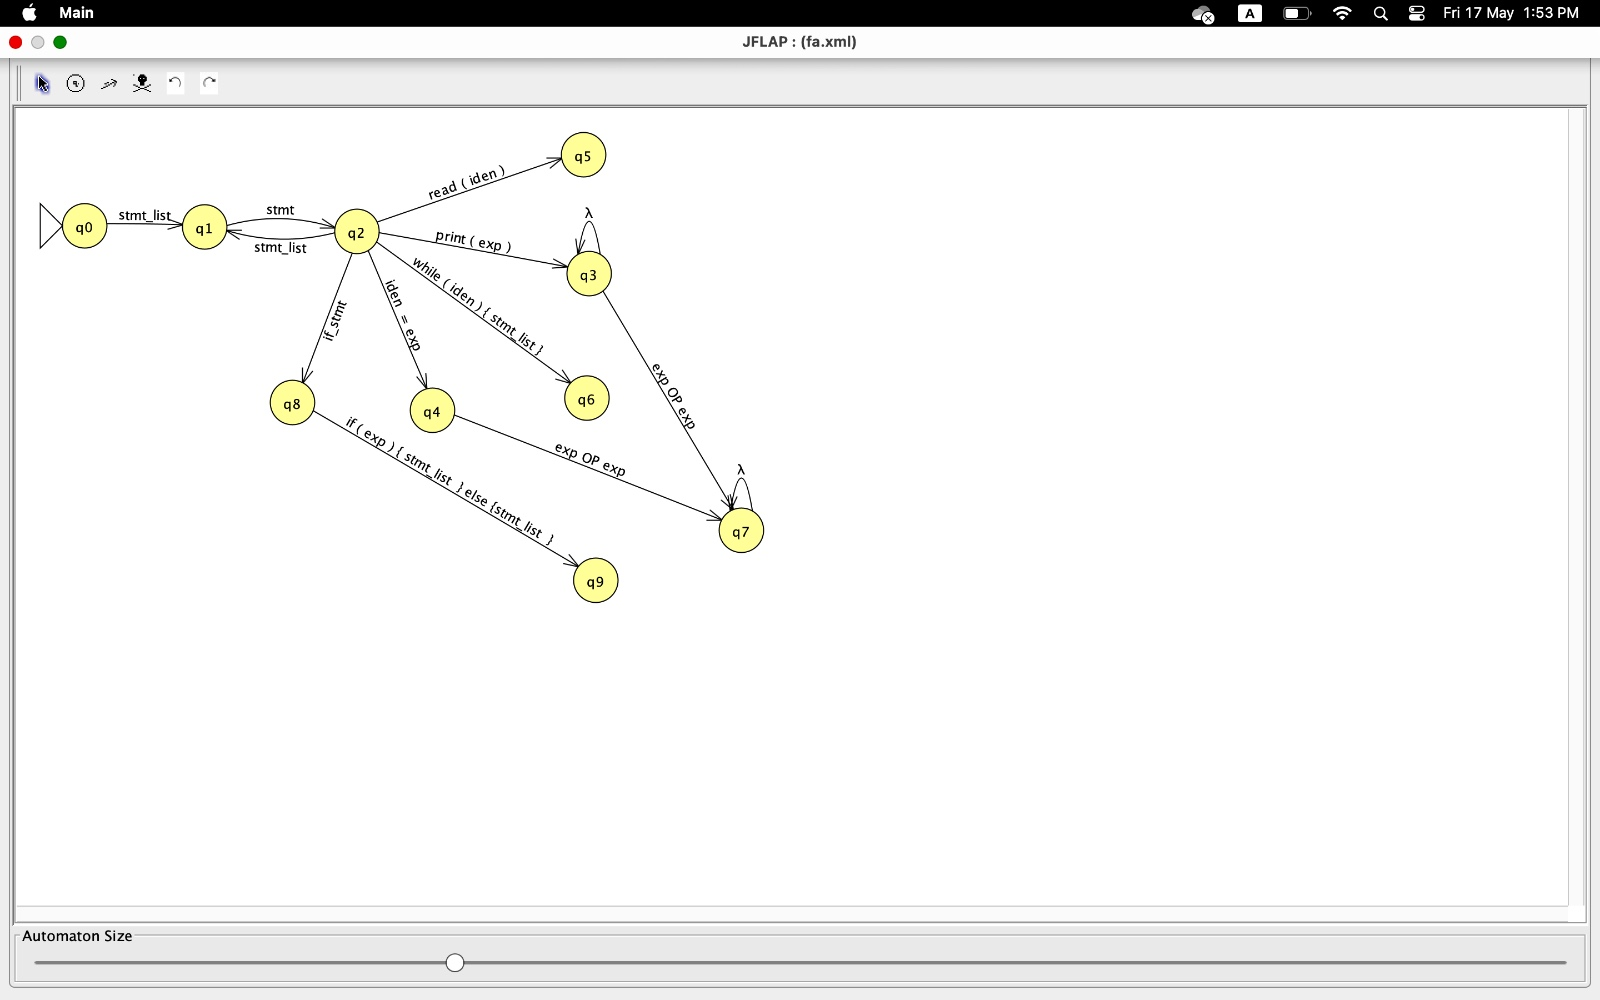 Main
A
Fri 17 May 1:53 PM
JFLAP : (fa.xml)
q5
read ( iden )
λ
stmt_list
stmt
q0
q1
q2
print ( exp )
stmt_list
q3
while ( iden ) { stmt_list }
if_stmt
iden = exp
exp OP exp
q8
q4
q6
if ( exp ) { stmt_list } else {stmt_list }
exp OP exp
λ
q7
q9
Automaton Size